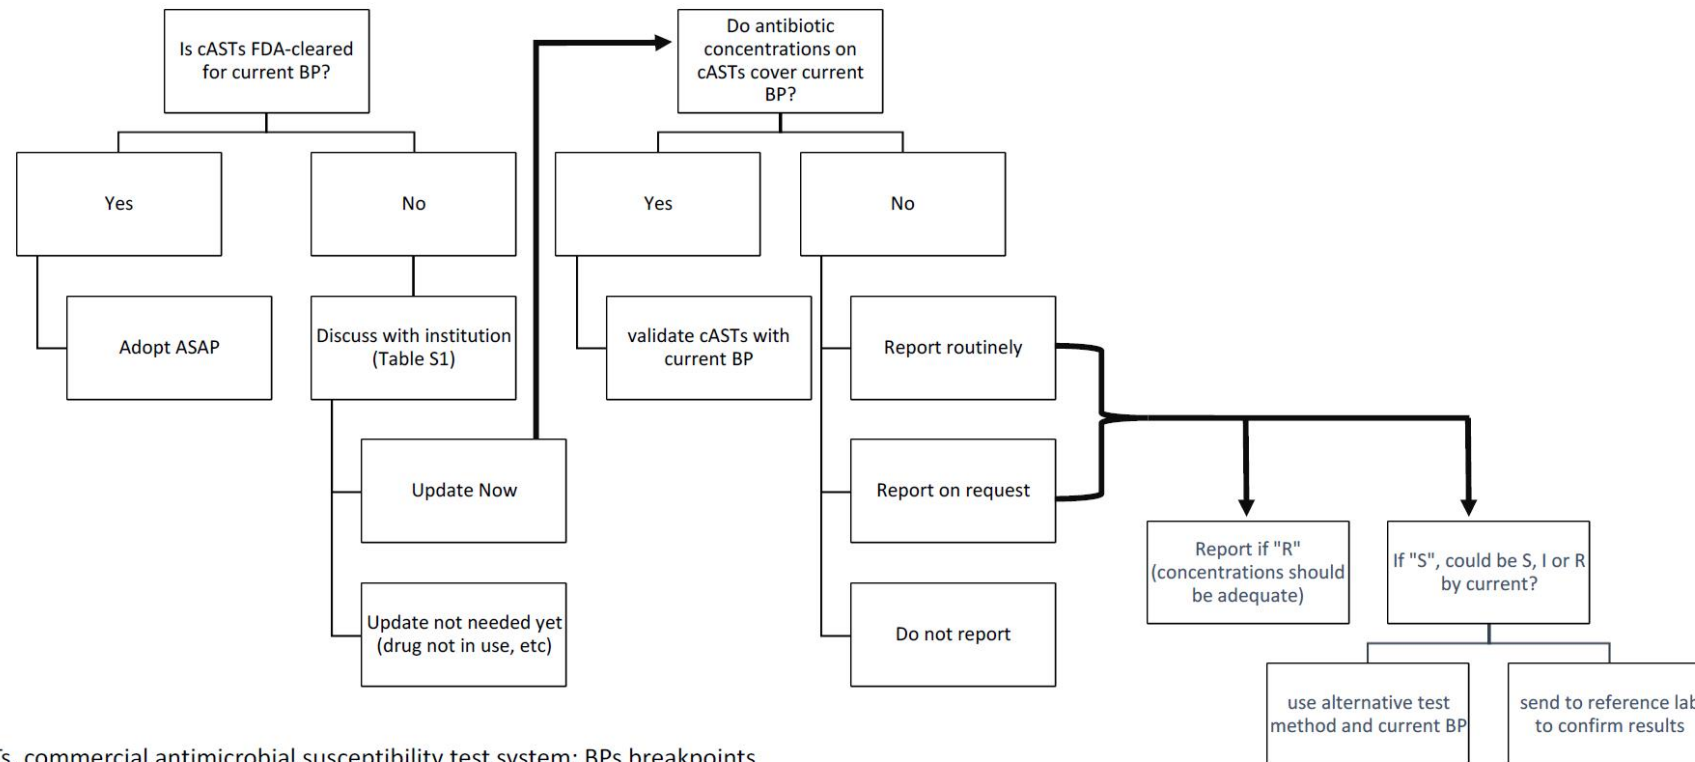 Is cASTs FDA-cleared
for current BP?
Yes
No
Adopt ASAP
Discuss with institution
(Table S1)
Update Now
Update not needed yet
(drug not in use, etc)
Do antibiotic
concentrations on
cASTs cover current
BP?
Yes
No
validate cASTs with
current BP
Report routinely
Report on request
Do not report
Report if "R"
(concentrations should
be adequate)
If "S", could be S, I or R
by current?
use alternative test
method and current BP
send to reference lab
to confirm results
commercial antimicrobial susceptibility test system; BPs breakpoints